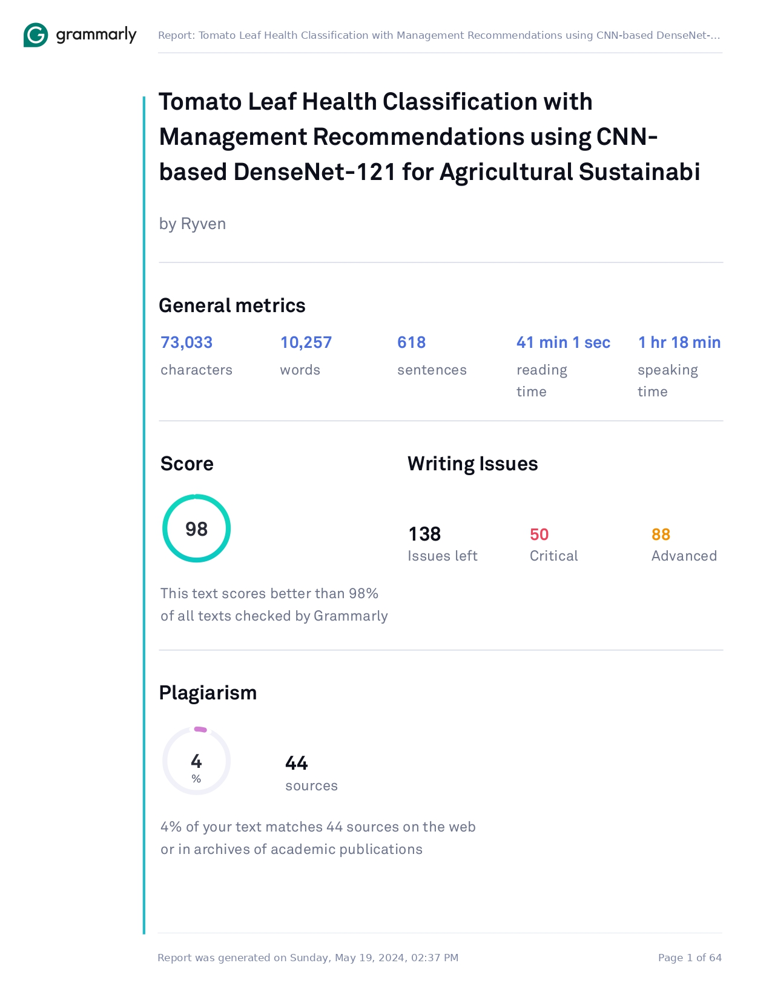 grammarly
Report: Tomato Leaf Health Classification with Management Recommendations using CNN-based DenseNet-...
Tomato Leaf Health Classification with
Management Recommendations using CNN-
based DenseNet-121 for Agricultural Sustainabi
by Ryven
General metrics
73,033 10,257 618 41 min 1 sec 1 hr 18 min
characters words sentences reading speaking
time time
Score Writing Issues
98
138 50 88
Issues left Critical Advanced
This text scores better than 98%
of all texts checked by Grammarly
Plagiarism
4 44
% sources
4% of your text matches 44 sources on the web
or in archives of academic publications
Report was generated on Sunday, May 19, 2024, 02:37 PM Page 1 of 64